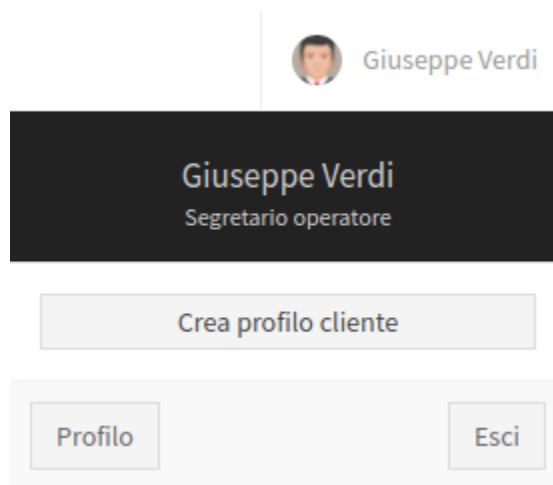 Giuseppe Verdi
Giuseppe Verdi
Segretario operatore
Crea profilo cliente
Profilo
Esci